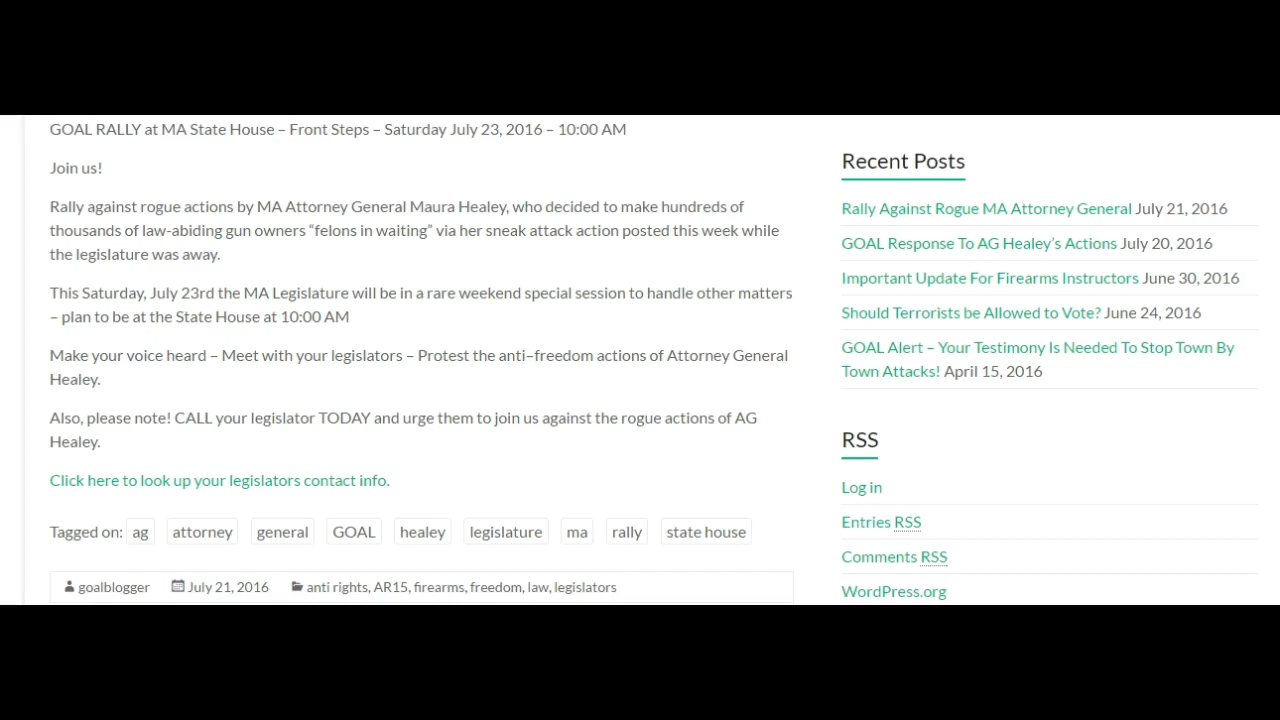 GOAL RALLY at MA State House – Front Steps – Saturday July 23, 2016 – 10:00 AM
Join us!
Rally against rogue actions by MA Attorney General Maura Healey, who decided to make hundreds of
thousands of law-abiding gun owners “felons in waiting” via her sneak attack action posted this week while
the legislature was away.
This Saturday, July 23rd the MA Legislature will be in a rare weekend special session to handle other matters
– plan to be at the State House at 10:00 AM
Make your voice heard – Meet with your legislators – Protest the anti–freedom actions of Attorney General
Healey.
Also, please note! CALL your legislator TODAY and urge them to join us against the rogue actions of AG
Healey.
Click here to look up your legislators contact info.
Tagged on: ag attorney general GOAL healey legislature ma rally state house
goalblogger July 21, 2016 anti rights, AR15, firearms, freedom, law, legislators
Recent Posts
Rally Against Rogue MA Attorney General July 21, 2016
GOAL Response To AG Healey’s Actions July 20, 2016
Important Update For Firearms Instructors June 30, 2016
Should Terrorists be Allowed to Vote? June 24, 2016
GOAL Alert – Your Testimony Is Needed To Stop Town By
Town Attacks! April 15, 2016
RSS
Log in
Entries RSS
Comments RSS
WordPress.org